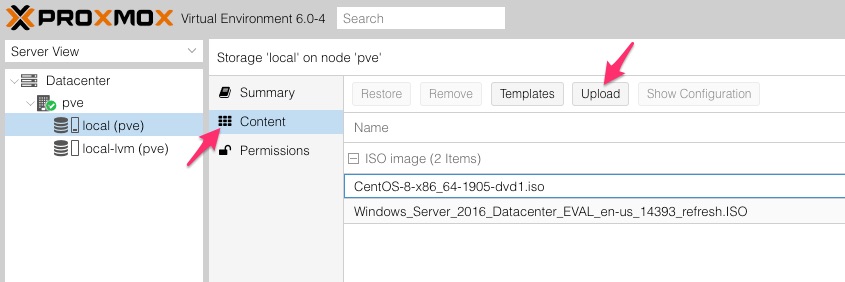 PROXMOX Virtual Environment 6.0-4 Search
Server View
Storage 'local' on node 'pve'
Datacenter
pve
local (pve)
local-lvm (pve)
Summary
Content
Permissions
Restore Remove Templates Upload Show Configuration
Name
ISO image (2 Items)
CentOS-8-x86_64-1905-dvd1.iso
Windows_Server_2016_Datacenter_EVAL_en-us_14393_refresh.ISO